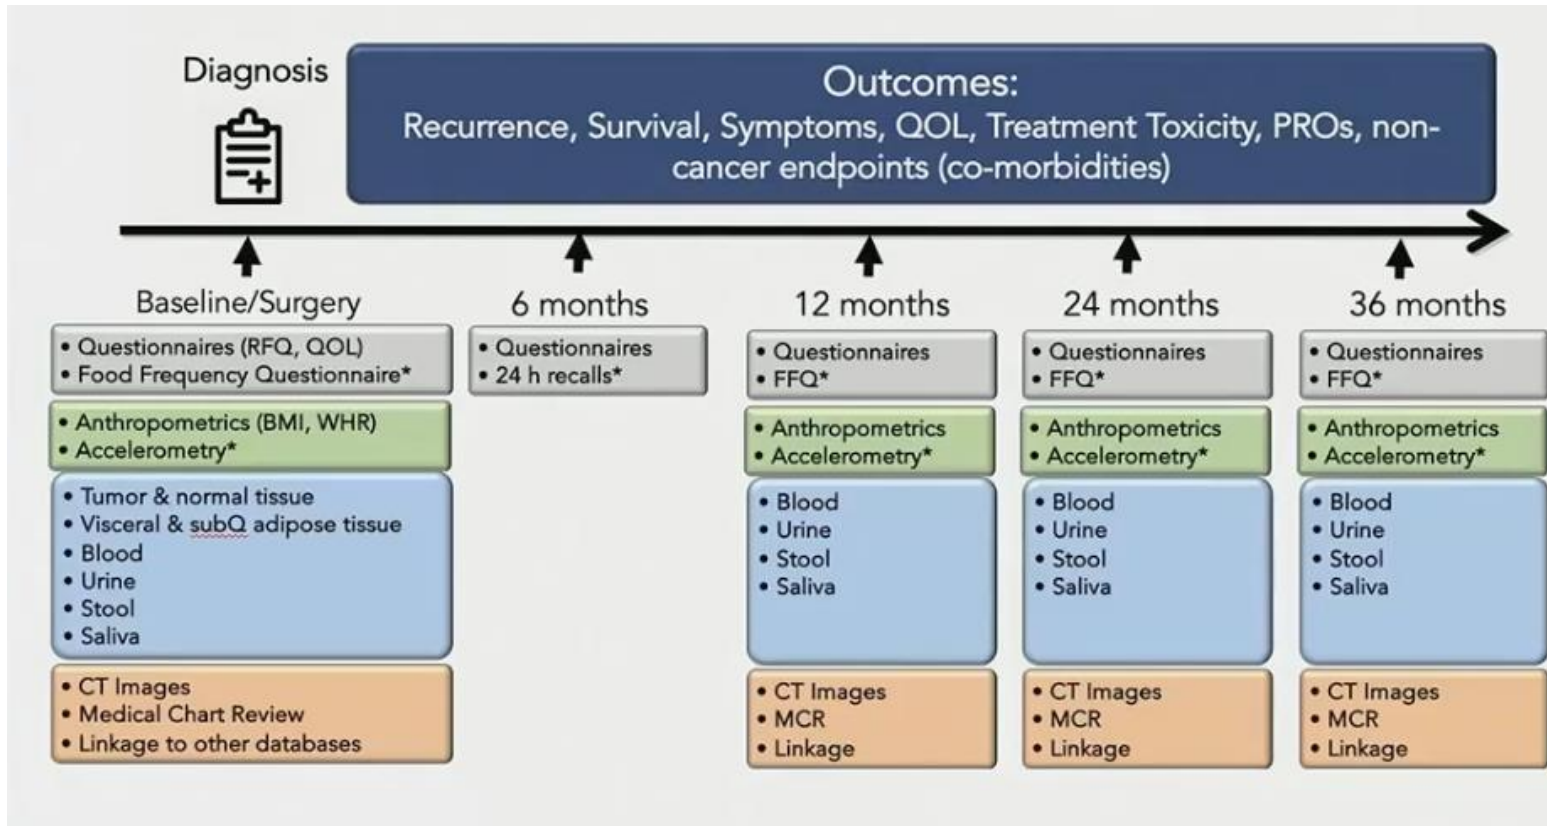 Diagnosis
Outcomes:
Recurrence, Survival, Symptoms, QOL, Treatment Toxicity, PROs, non-
cancer endpoints (co-morbidities)
Baseline/Surgery
• Questionnaires (RFQ, QOL)
• Food Frequency Questionnaire*
• Anthropometrics (BMI, WHR)
• Accelerometry*
• Tumor & normal tissue
• Visceral & subQ adipose tissue
• Blood
• Urine
• Stool
• Saliva
• CT Images
• Medical Chart Review
• Linkage to other databases
6 months
• Questionnaires
• 24 h recalls*
12 months
• Questionnaires
• FFQ*
• Anthropometrics
• Accelerometry*
• Blood
• Urine
• Stool
• Saliva
• CT Images
• MCR
• Linkage
24 months
• Questionnaires
• FFQ*
• Anthropometrics
• Accelerometry*
• Blood
• Urine
• Stool
• Saliva
• CT Images
• MCR
• Linkage
36 months
• Questionnaires
• FFQ*
• Anthropometrics
• Accelerometry*
• Blood
• Urine
• Stool
• Saliva
• CT Images
• MCR
• Linkage